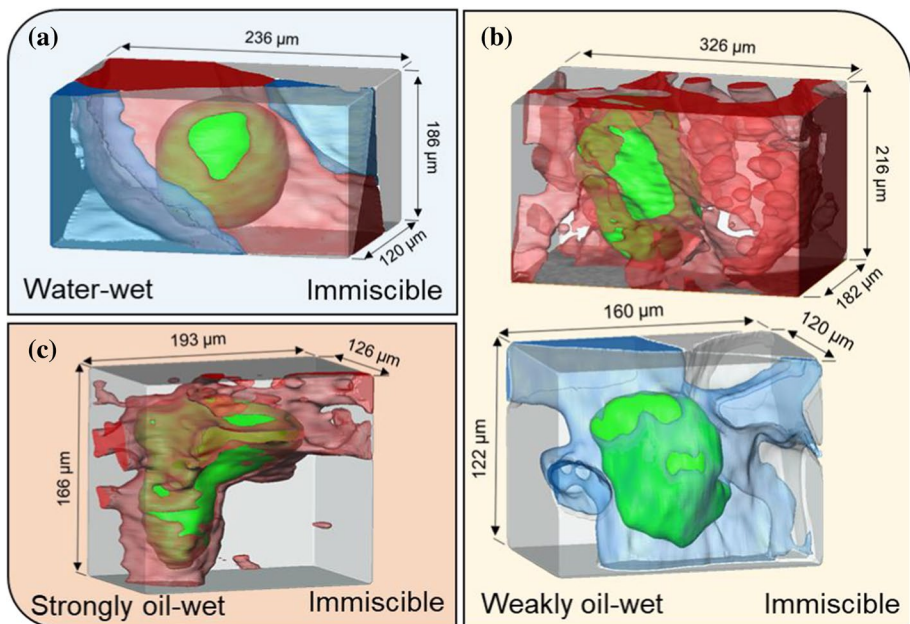 (a)
236 µm
186 µm
120 µm
Water-wet Immiscible
(b)
326 µm
216 µm
182 µm
160 µm
120 µm
122 µm
Weakly oil-wet Immiscible
(c)
193 µm
126 µm
166 µm
Strongly oil-wet Immiscible